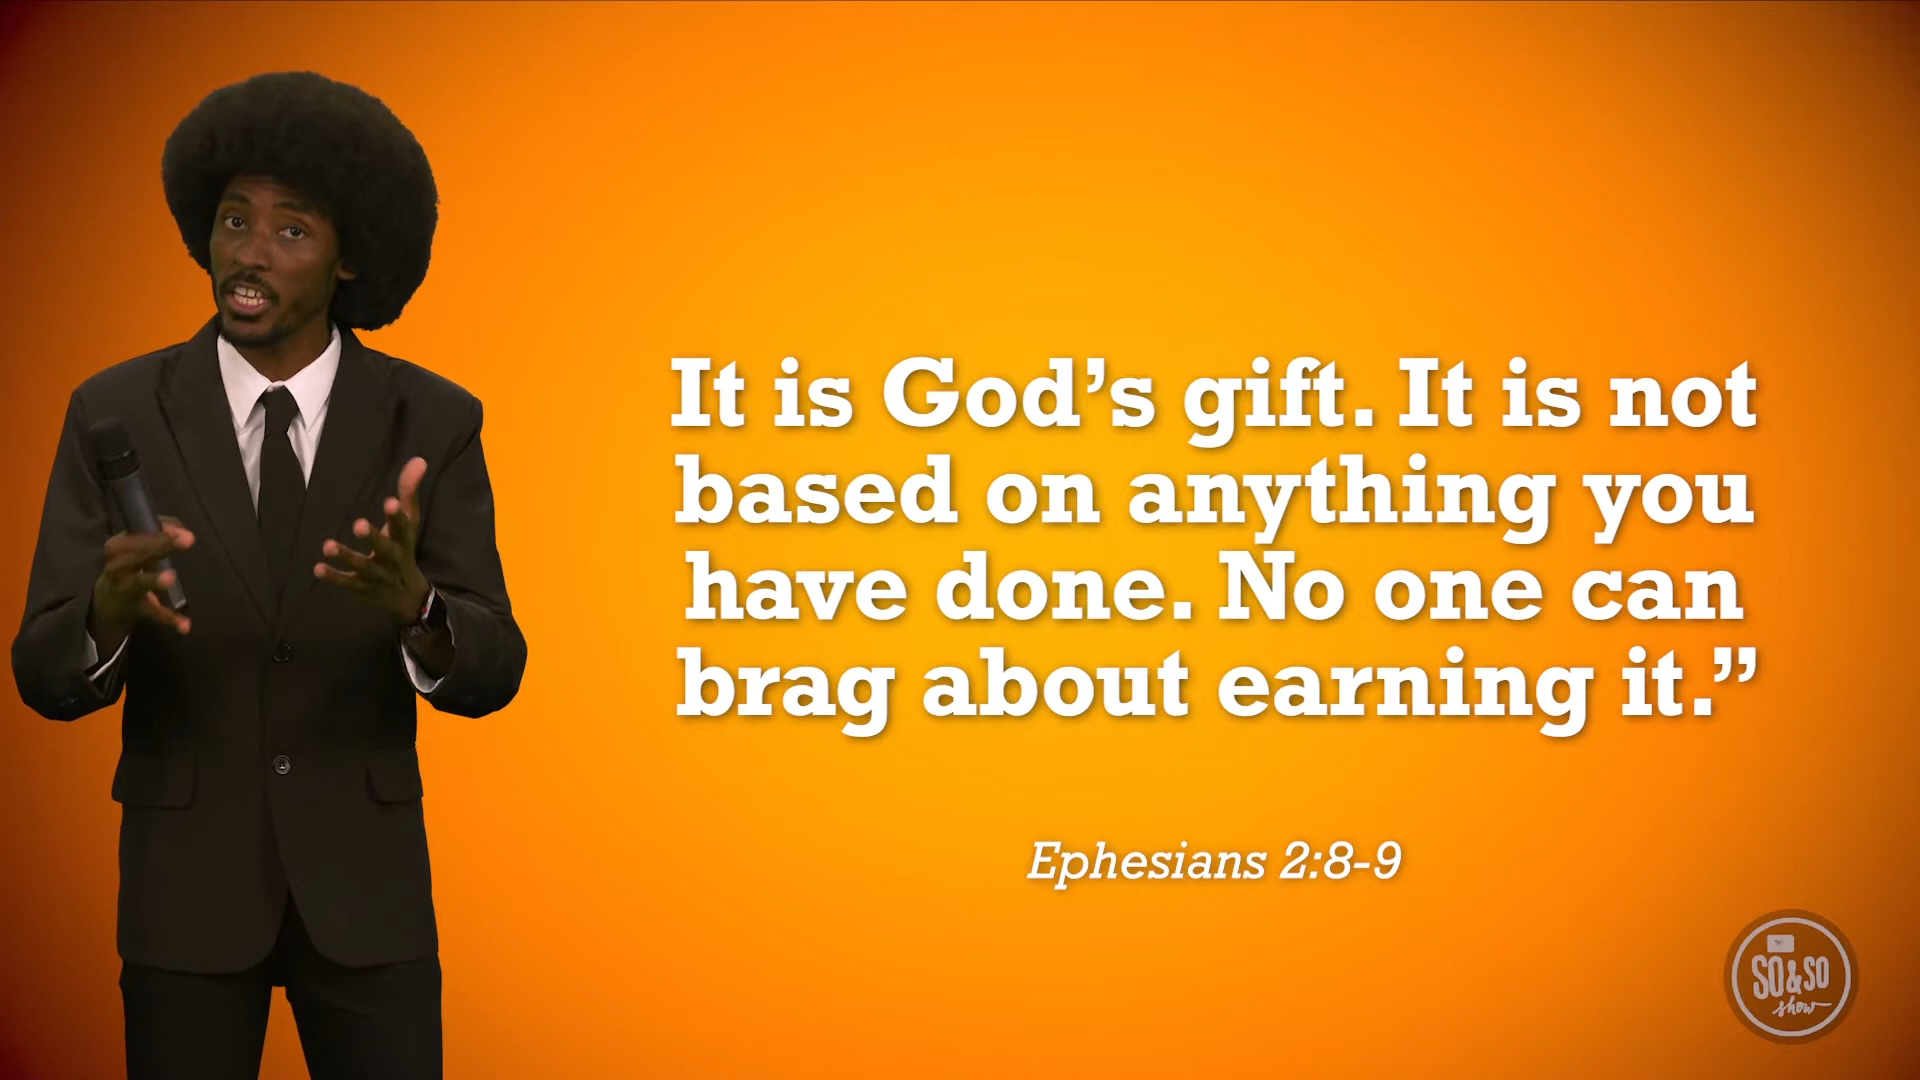 It is God’s gift. It is not
based on anything you
have done. No one can
brag about earning it.”
Ephesians 2:8-9
SO & SO
show